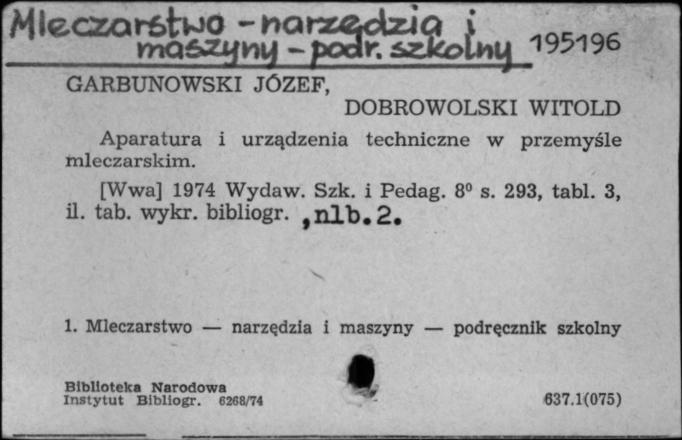 Mleczarstwo - narzędzia i
maszyny - podr. szkolny 195196
GARBUNOWSKI JÓZEF,
DOBROWOLSKI WITOLD
Aparatura i urządzenia techniczne w przemyśle
mleczarskim.
[Wwa] 1974 Wydaw. Szk. i Pedag. 8⁰ s. 293, tabl. 3,
il. tab. wykr. bibliogr. , nlb. 2.
1. Mleczarstwo — narzędzia i maszyny — podręcznik szkolny
Biblioteka Narodowa
Instytut Bibliogr. 6268/74 637.1(075)